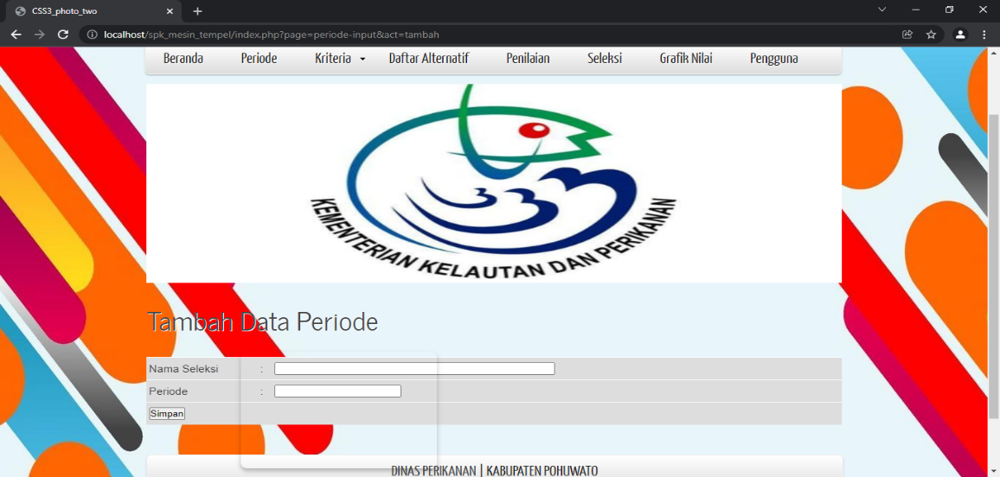 CSS3_photo_two
localhost/spk_mesin_tempel/index.php?page=periode-input&act=tambah
Beranda Periode Kriteria Daftar Alternatif Penilaian Seleksi Grafik Nilai Pengguna
KEMENTERIAN KELAUTAN DAN PERIKANAN
Tambah Data Periode
Nama Seleksi :
Periode :
Simpan
DINAS PERIKANAN | KABUPATEN POHUWATO